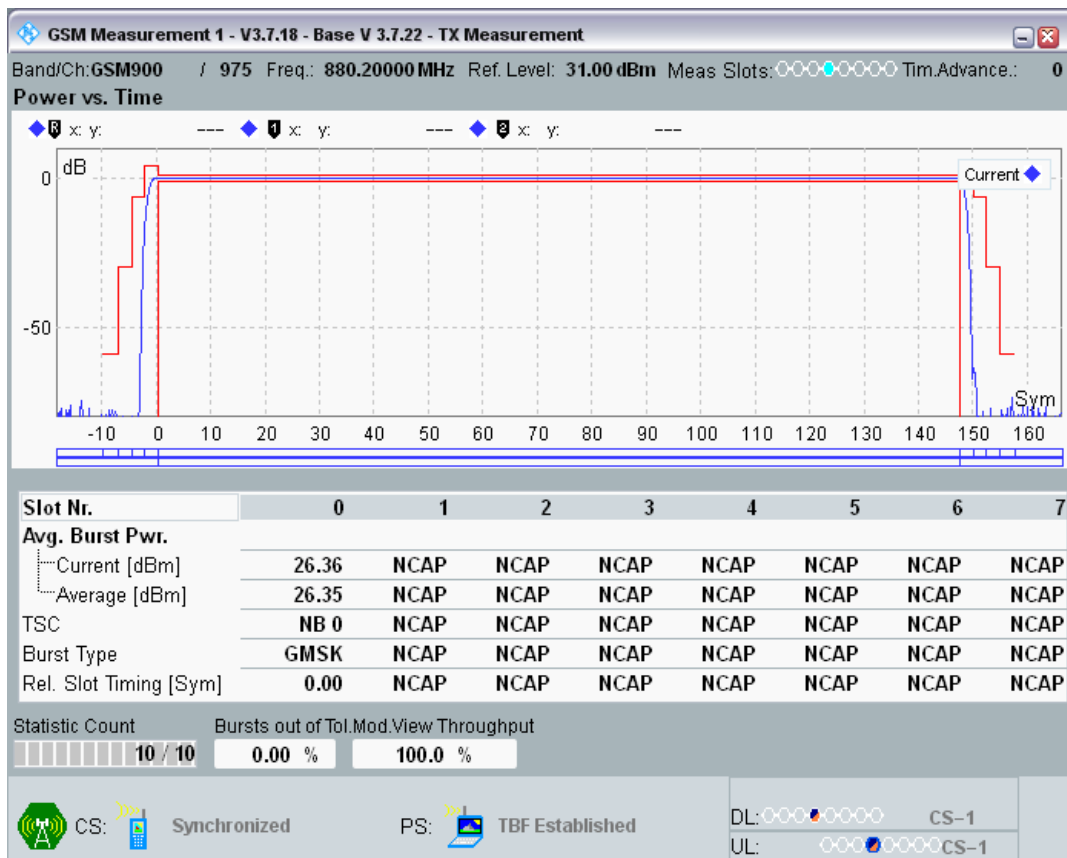 GSM Measurement 1 - V3.7.18 - Base V 3.7.22 - TX Measurement
Band/Ch:GSM900 / 975 Freq.: 880.20000 MHz Ref. Level: 31.00 dBm Meas Slots: Tim.Advance.: 0
Power vs. Time
R x: y: --- 1 x: y: --- 2 x: y: ---
dB
0
Current
-50
Sym
-10 0 10 20 30 40 50 60 70 80 90 100 110 120 130 140 150 160
Slot Nr. 0 1 2 3 4 5 6 7
Avg. Burst Pwr.
Current [dBm] 26.36 NCAP NCAP NCAP NCAP NCAP NCAP NCAP
Average [dBm] 26.35 NCAP NCAP NCAP NCAP NCAP NCAP NCAP
TSC NB 0 NCAP NCAP NCAP NCAP NCAP NCAP NCAP
Burst Type GMSK NCAP NCAP NCAP NCAP NCAP NCAP NCAP
Rel. Slot Timing [Sym] 0.00 NCAP NCAP NCAP NCAP NCAP NCAP NCAP
Statistic Count Bursts out of Tol.Mod.View Throughput
10 / 10 0.00 % 100.0 %
CS: Synchronized PS: TBF Established DL: CS-1
UL: CS-1